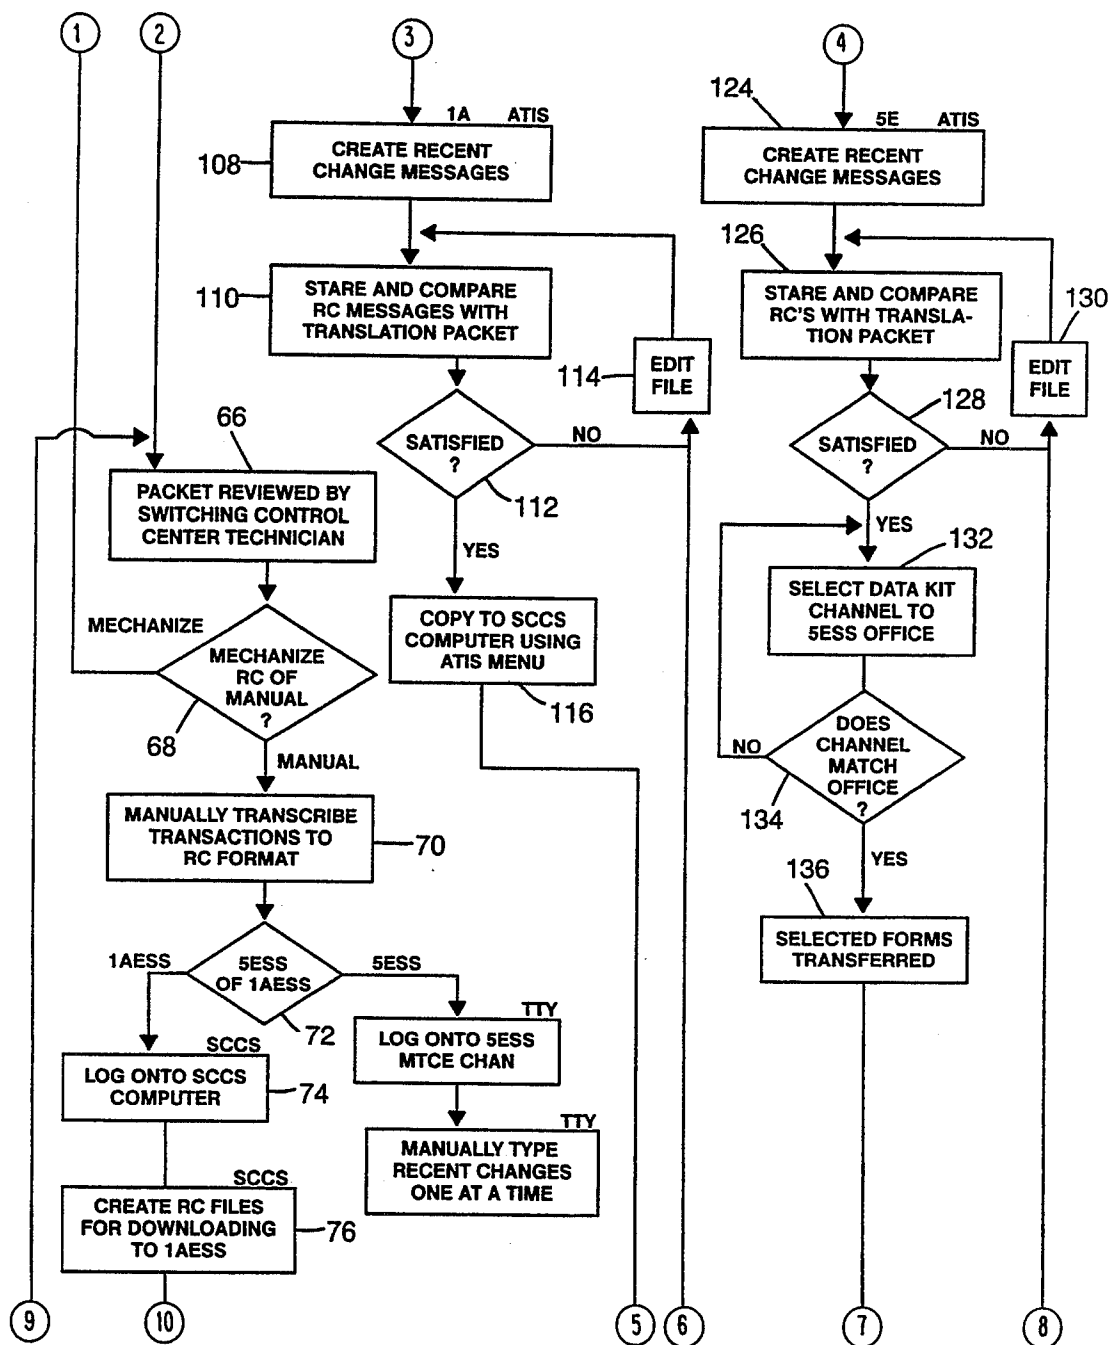 1
2
3
4
1A ATIS
CREATE RECENT
CHANGE MESSAGES
108
124
5E ATIS
CREATE RECENT
CHANGE MESSAGES
110
STARE AND COMPARE
RC MESSAGES WITH
TRANSLATION PACKET
114
EDIT
FILE
126
STARE AND COMPARE
RC'S WITH TRANSLA-
TION PACKET
130
EDIT
FILE
SATISFIED
?
NO
112
YES
128
SATISFIED
?
NO
YES
66
PACKET REVIEWED BY
SWITCHING CONTROL
CENTER TECHNICIAN
MECHANIZE
MECHANIZE
RC OF
MANUAL
?
68
MANUAL
COPY TO SCCS
COMPUTER USING
ATIS MENU
116
132
SELECT DATA KIT
CHANNEL TO
5ESS OFFICE
NO
DOES
CHANNEL
MATCH
OFFICE
?
134
YES
MANUALLY TRANSCRIBE
TRANSACTIONS TO
RC FORMAT
70
136
SELECTED FORMS
TRANSFERRED
1AESS
5ESS
OF 1AESS
5ESS
72
SCCS
LOG ONTO SCCS
COMPUTER
74
TTY
LOG ONTO 5ESS
MTCE CHAN
TTY
MANUALLY TYPE
RECENT CHANGES
ONE AT A TIME
SCCS
CREATE RC FILES
FOR DOWNLOADING
TO 1AESS
76
9
10
5
6
7
8